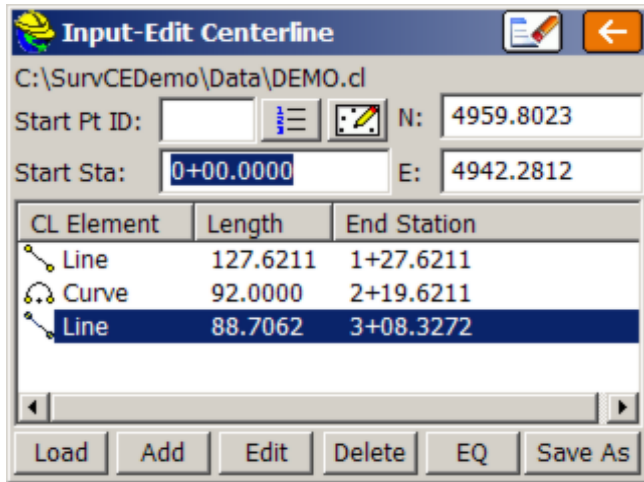 Input-Edit Centerline
C:\SurvCEDemo\Data\DEMO.cl
Start Pt ID: N: 4959.8023
Start Sta: 0+00.0000 E: 4942.2812
CL Element Length End Station
Line 127.6211 1+27.6211
Curve 92.0000 2+19.6211
Line 88.7062 3+08.3272
Load Add Edit Delete EQ Save As